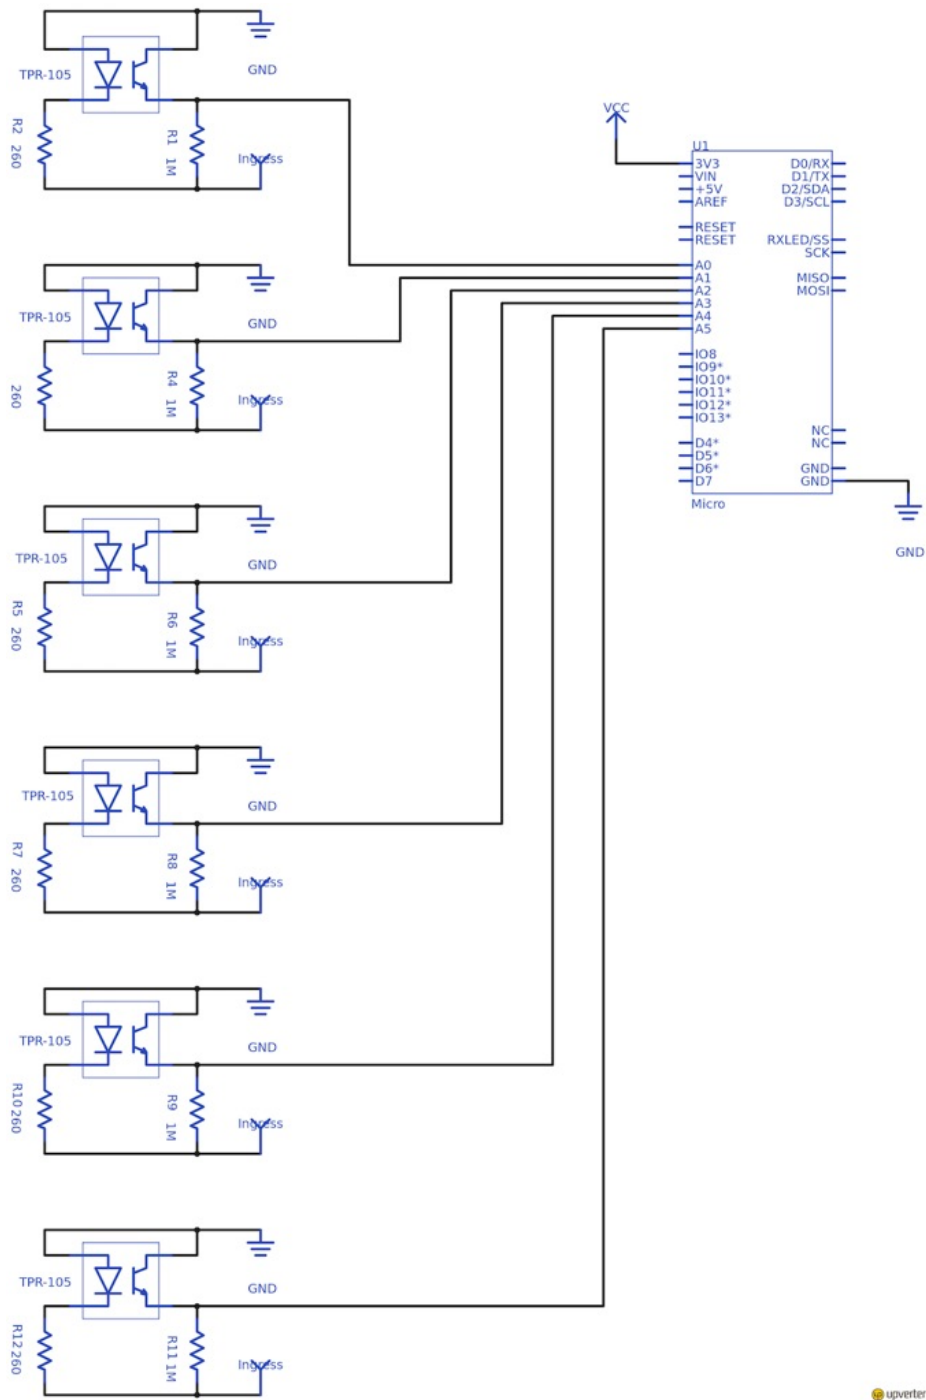 GND
TPR-105
R2 260
R1 1M
Ingress
VCC
U1
3V3
VIN
+5V
AREF
RESET
RESET
A0
A1
A2
A3
A4
A5
IO8
IO9*
IO10*
IO11*
IO12*
IO13*
D4*
D5*
D6*
D7
D0/RX
D1/TX
D2/SDA
D3/SCL
RXLED/SS
SCK
MISO
MOSI
NC
NC
GND
GND
Micro
GND
GND
TPR-105
260
R4 1M
Ingress
GND
TPR-105
R5 260
R6 1M
Ingress
GND
TPR-105
R7 260
R8 1M
Ingress
GND
TPR-105
R10 260
R9 1M
Ingress
GND
TPR-105
R12 260
R11 1M
Ingress
upverter